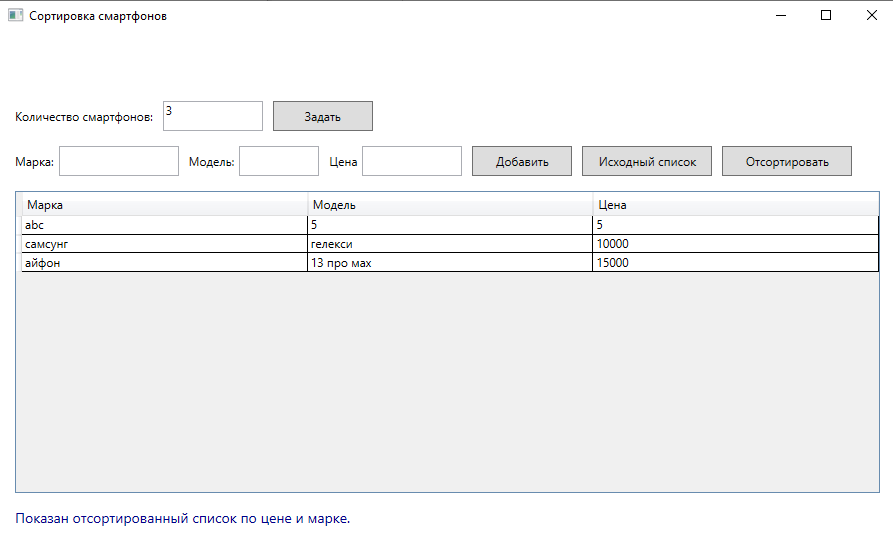 Сортировка смартфонов
Количество смартфонов: 3 Задать
Марка: Модель: Цена Добавить Исходный список Отсортировать
Марка Модель Цена
abc 5 5
самсунг гелекси 10000
айфон 13 про мах 15000
Показан отсортированный список по цене и марке.